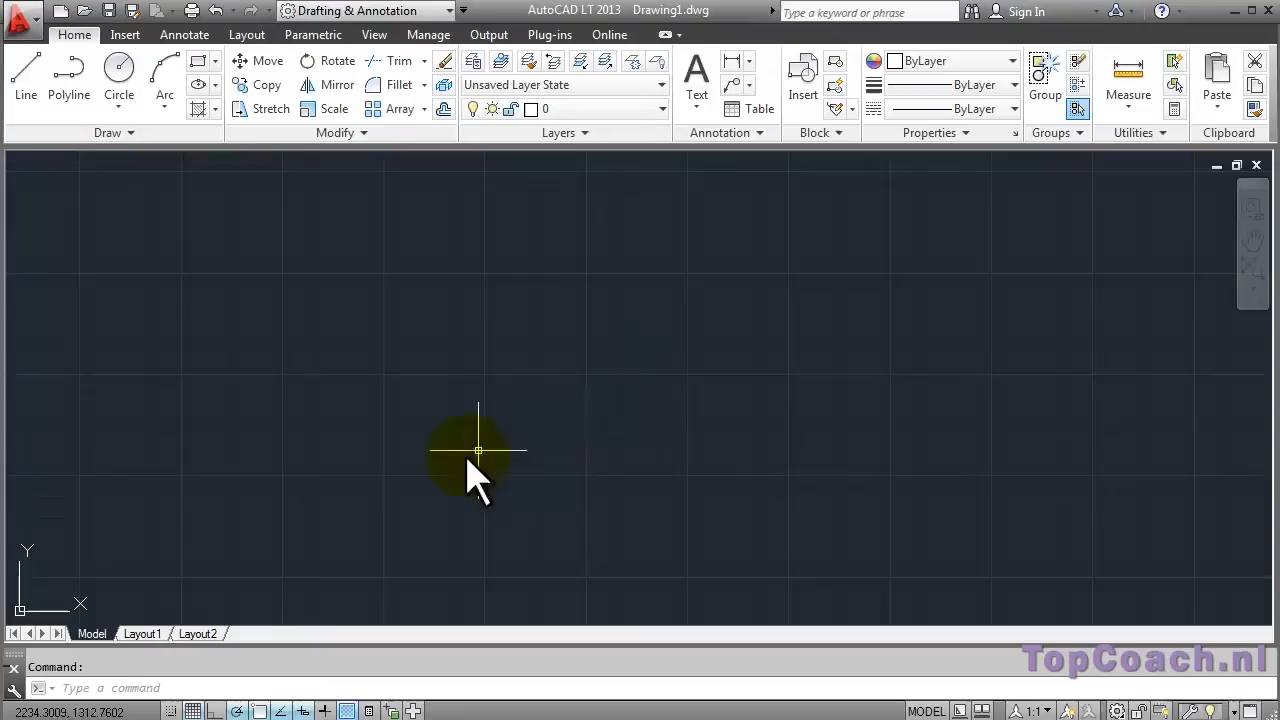 Drafting & Annotation
AutoCAD LT 2013 Drawing1.dwg
Type a keyword or phrase
Sign In
Home Insert Annotate Layout Parametric View Manage Output Plug-ins Online
Line Polyline Circle Arc
Move Rotate Trim
Copy Mirror Fillet
Stretch Scale Array
Unsaved Layer State
0
Text
Table
Insert
ByLayer
ByLayer
ByLayer
Group
Measure
Paste
Draw Modify Layers Annotation Block Properties Groups Utilities Clipboard
Y
X
Model Layout1 Layout2
Command:
Type a command
TopCoach.nl
2234.3009, 1312.7602
MODEL
1:1